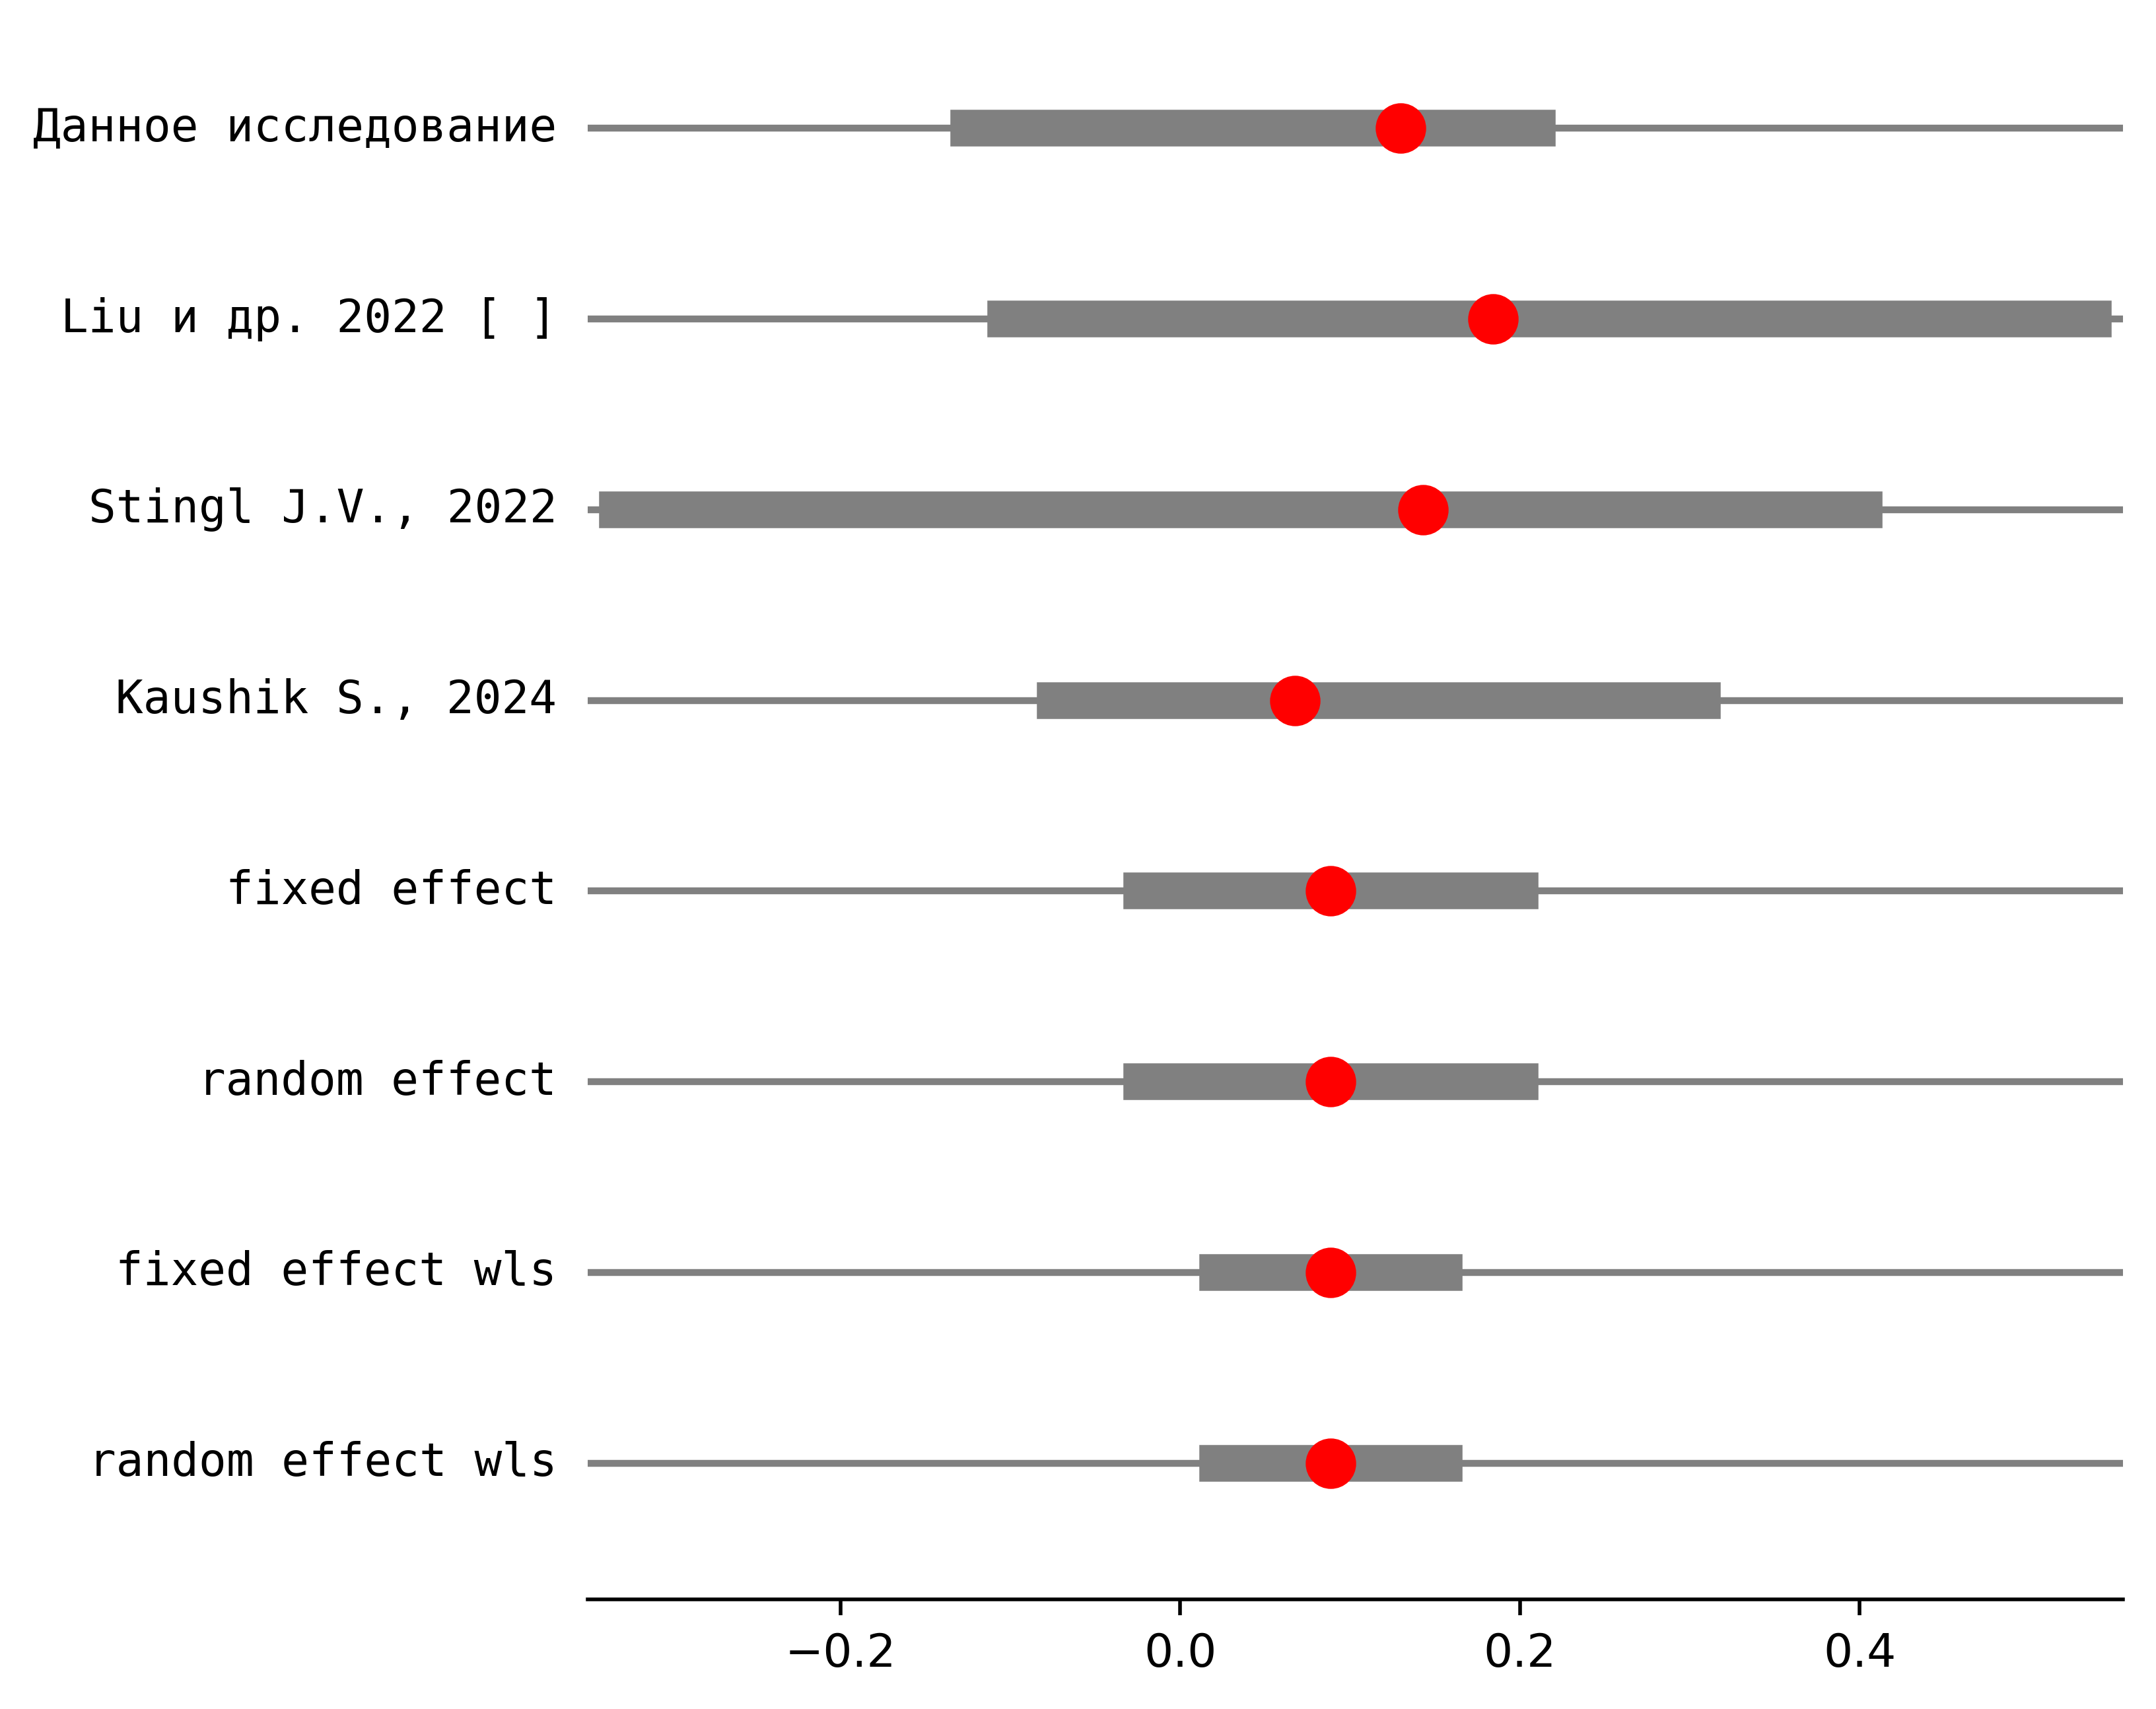 Данное исследование
Liu и др. 2022 [ ]
Stingl J.V., 2022
Kaushik S., 2024
fixed effect
random effect
fixed effect wls
random effect wls
−0.2 0.0 0.2 0.4